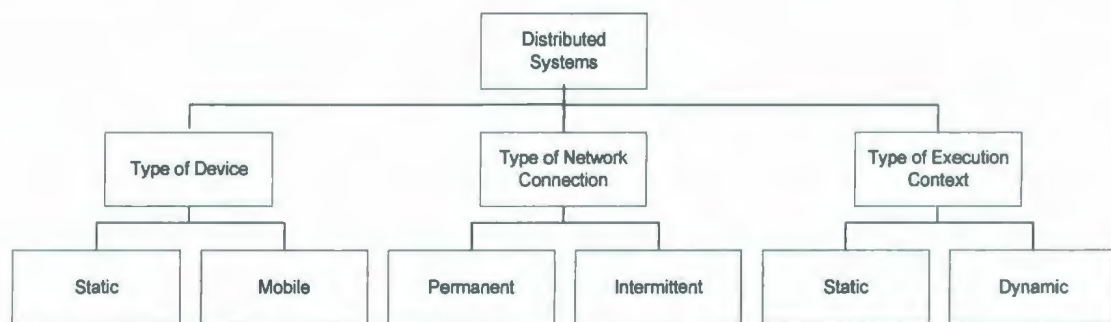 Distributed
Systems
Type of Device
Type of Network
Connection
Type of Execution
Context
Static
Mobile
Permanent
Intermittent
Static
Dynamic